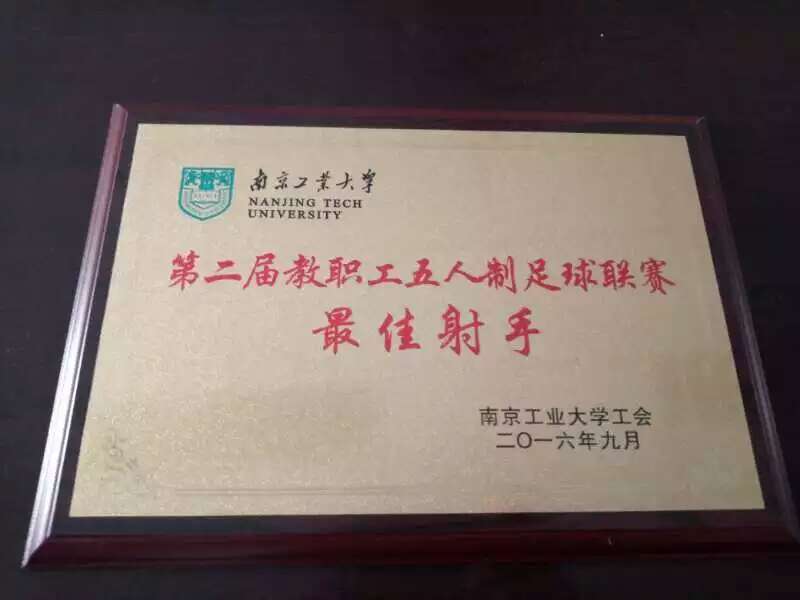 南京工业大学
NANJING TECH
UNIVERSITY
第二届教职工五人制足球联赛
最佳射手
南京工业大学工会
二〇一六年九月